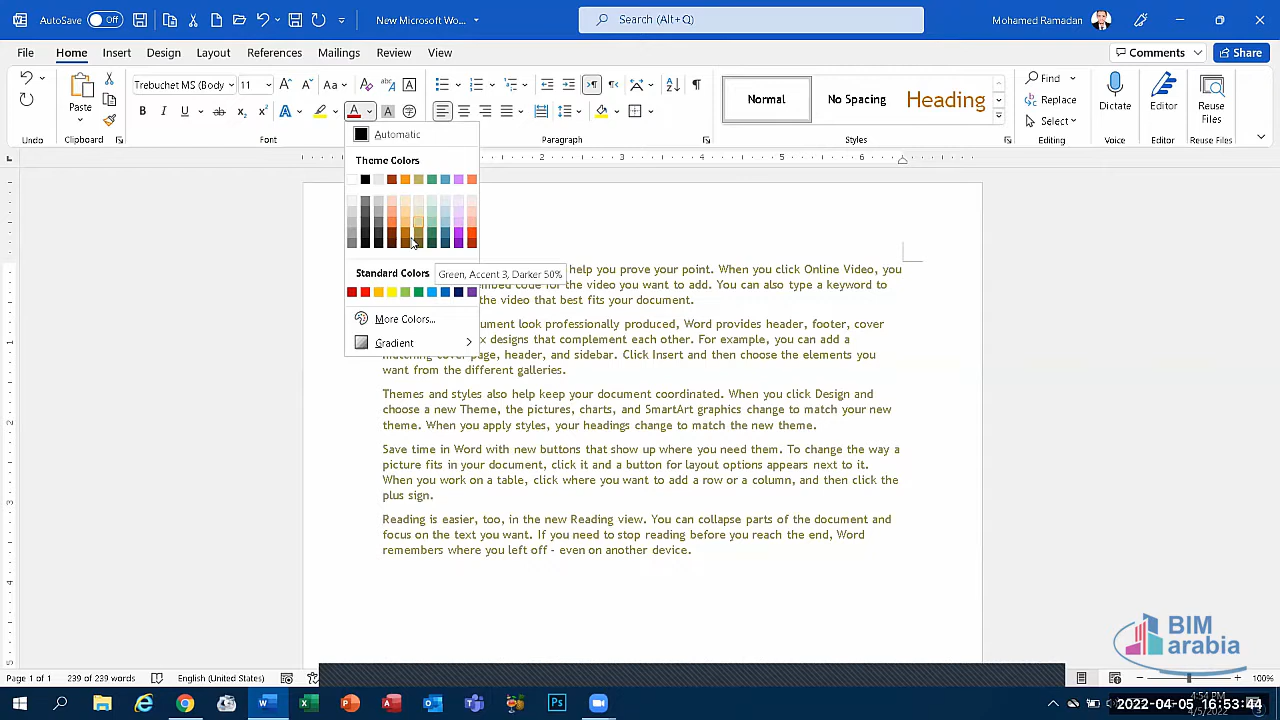 AutoSave Off New Microsoft Wo... Search (Alt+Q) Mohamed Ramadan
File Home Insert Design Layout References Mailings Review View Comments Share
Paste
Trebuchet MS (Body 11
Clipboard Font Paragraph Styles Editing Voice Editor Reuse Files
Normal
No Spacing
Heading
Find
Replace
Select
Dictate
Editor
Reuse
Files
Automatic
Theme Colors
Standard Colors
Green, Accent 3, Darker 50%
More Colors...
Gradient
help you prove your point. When you click Online Video, you
mbed code for the video you want to add. You can also type a keyword to
the video that best fits your document.
ument look professionally produced, Word provides header, footer, cover
x designs that complement each other. For example, you can add a
matching cover page, header, and sidebar. Click Insert and then choose the elements you
want from the different galleries.
Themes and styles also help keep your document coordinated. When you click Design and
choose a new Theme, the pictures, charts, and SmartArt graphics change to match your new
theme. When you apply styles, your headings change to match the new theme.
Save time in Word with new buttons that show up where you need them. To change the way a
picture fits in your document, click it and a button for layout options appears next to it.
When you work on a table, click where you want to add a row or a column, and then click the
plus sign.
Reading is easier, too, in the new Reading view. You can collapse parts of the document and
focus on the text you want. If you need to stop reading before you reach the end, Word
remembers where you left off - even on another device.
BIM
arabia
Page 1 of 1 239 of 239 words English (United States) 100%
4:54 PM
2022-04-05 16:53:44
4/5/2022